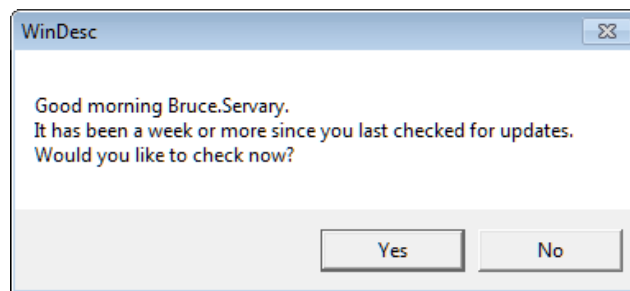 WinDesc
Good morning Bruce.Servary.
It has been a week or more since you last checked for updates.
Would you like to check now?
Yes No